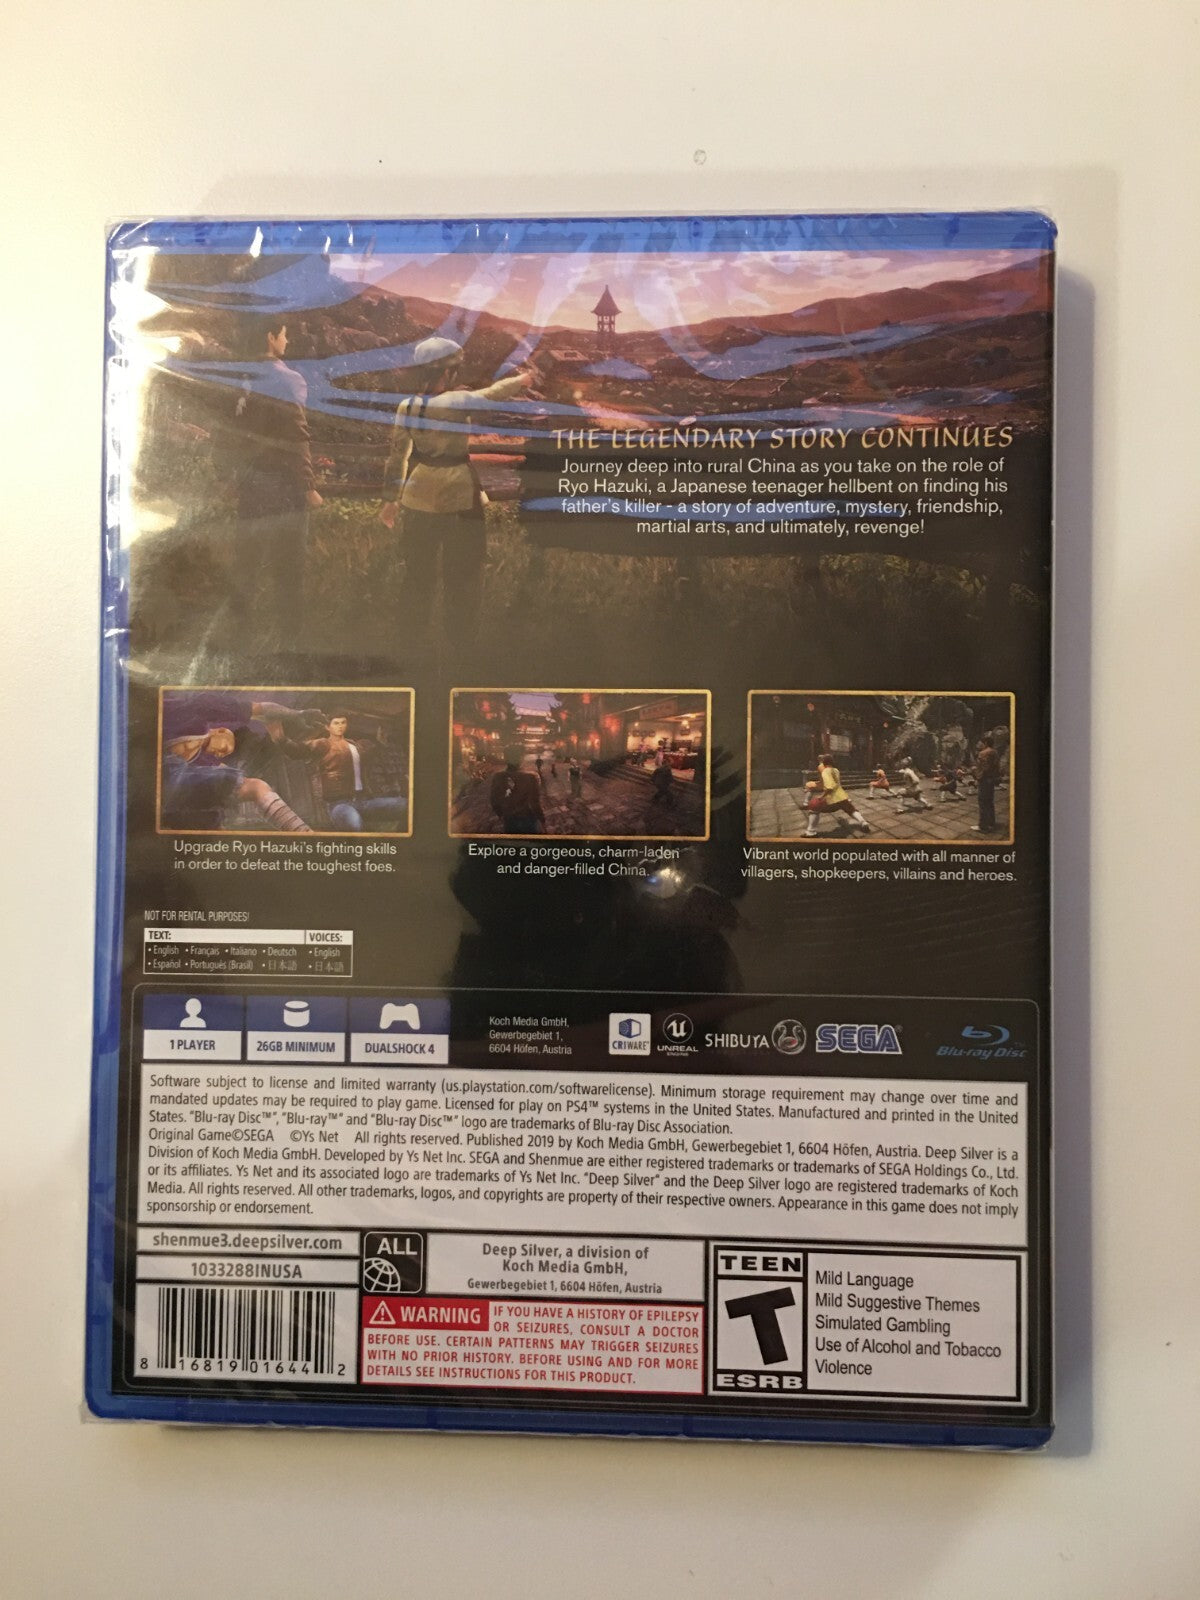 THE LEGENDARY STORY CONTINUES
Journey deep into rural China as you take on the role of
Ryo Hazuki, a Japanese teenager hellbent on finding his
father's killer - a story of adventure, mystery, friendship,
martial arts, and ultimately, revenge!
Upgrade Ryo Hazuki's fighting skills
in order to defeat the toughest foes.
Explore a gorgeous, charm-laden
and danger-filled China.
Vibrant world populated with all manner of
villagers, shopkeepers, villains and heroes.
NOT FOR RENTAL PURPOSES!
TEXT: VOICES:
• English • Français • Italiano • Deutsch • English
• Español • Português (Brasil) • 日本語 • 日本語
1 PLAYER
26GB MINIMUM
DUALSHOCK 4
Koch Media GmbH,
Gewerbegebiet 1,
6604 Höfen, Austria
CRIWARE
UNREAL
ENGINE
SHIBUYA
SEGA
Blu-ray Disc
Software subject to license and limited warranty (us.playstation.com/softwarelicense). Minimum storage requirement may change over time and
mandated updates may be required to play game. Licensed for play on PS4™ systems in the United States. Manufactured and printed in the United
States. "Blu-ray Disc™", "Blu-ray™" and "Blu-ray Disc™" logo are trademarks of Blu-ray Disc Association.
Original Game©SEGA ©Ys Net All rights reserved. Published 2019 by Koch Media GmbH, Gewerbegebiet 1, 6604 Höfen, Austria. Deep Silver is a
Division of Koch Media GmbH. Developed by Ys Net Inc. SEGA and Shenmue are either registered trademarks or trademarks of SEGA Holdings Co., Ltd.
or its affiliates. Ys Net and its associated logo are trademarks of Ys Net Inc. "Deep Silver" and the Deep Silver logo are registered trademarks of Koch
Media. All rights reserved. All other trademarks, logos, and copyrights are property of their respective owners. Appearance in this game does not imply
sponsorship or endorsement.
shenmue3.deepsilver.com
1033288INUSA
8 16819 01644 2
ALL
Deep Silver, a division of
Koch Media GmbH,
Gewerbegebiet 1, 6604 Höfen, Austria
WARNING IF YOU HAVE A HISTORY OF EPILEPSY
OR SEIZURES, CONSULT A DOCTOR
BEFORE USE. CERTAIN PATTERNS MAY TRIGGER SEIZURES
WITH NO PRIOR HISTORY. BEFORE USING AND FOR MORE
DETAILS SEE INSTRUCTIONS FOR THIS PRODUCT.
TEEN
T
ESRB
Mild Language
Mild Suggestive Themes
Simulated Gambling
Use of Alcohol and Tobacco
Violence